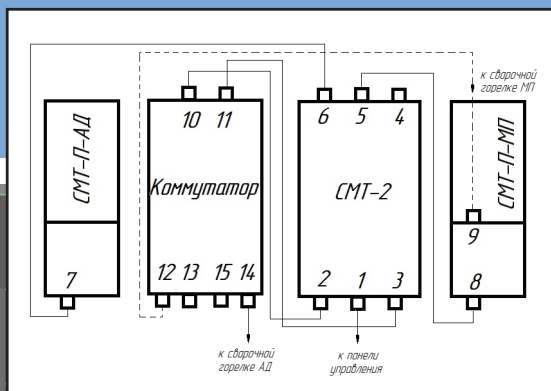 к сварочной
горелке МП
10
11
6
5
4
СМТ-П-АД
Коммутатор
СМТ-2
СМТ-П-МП
9
7
12
13
15
14
2
1
3
8
к сварочной
горелке АД
к панели
управления